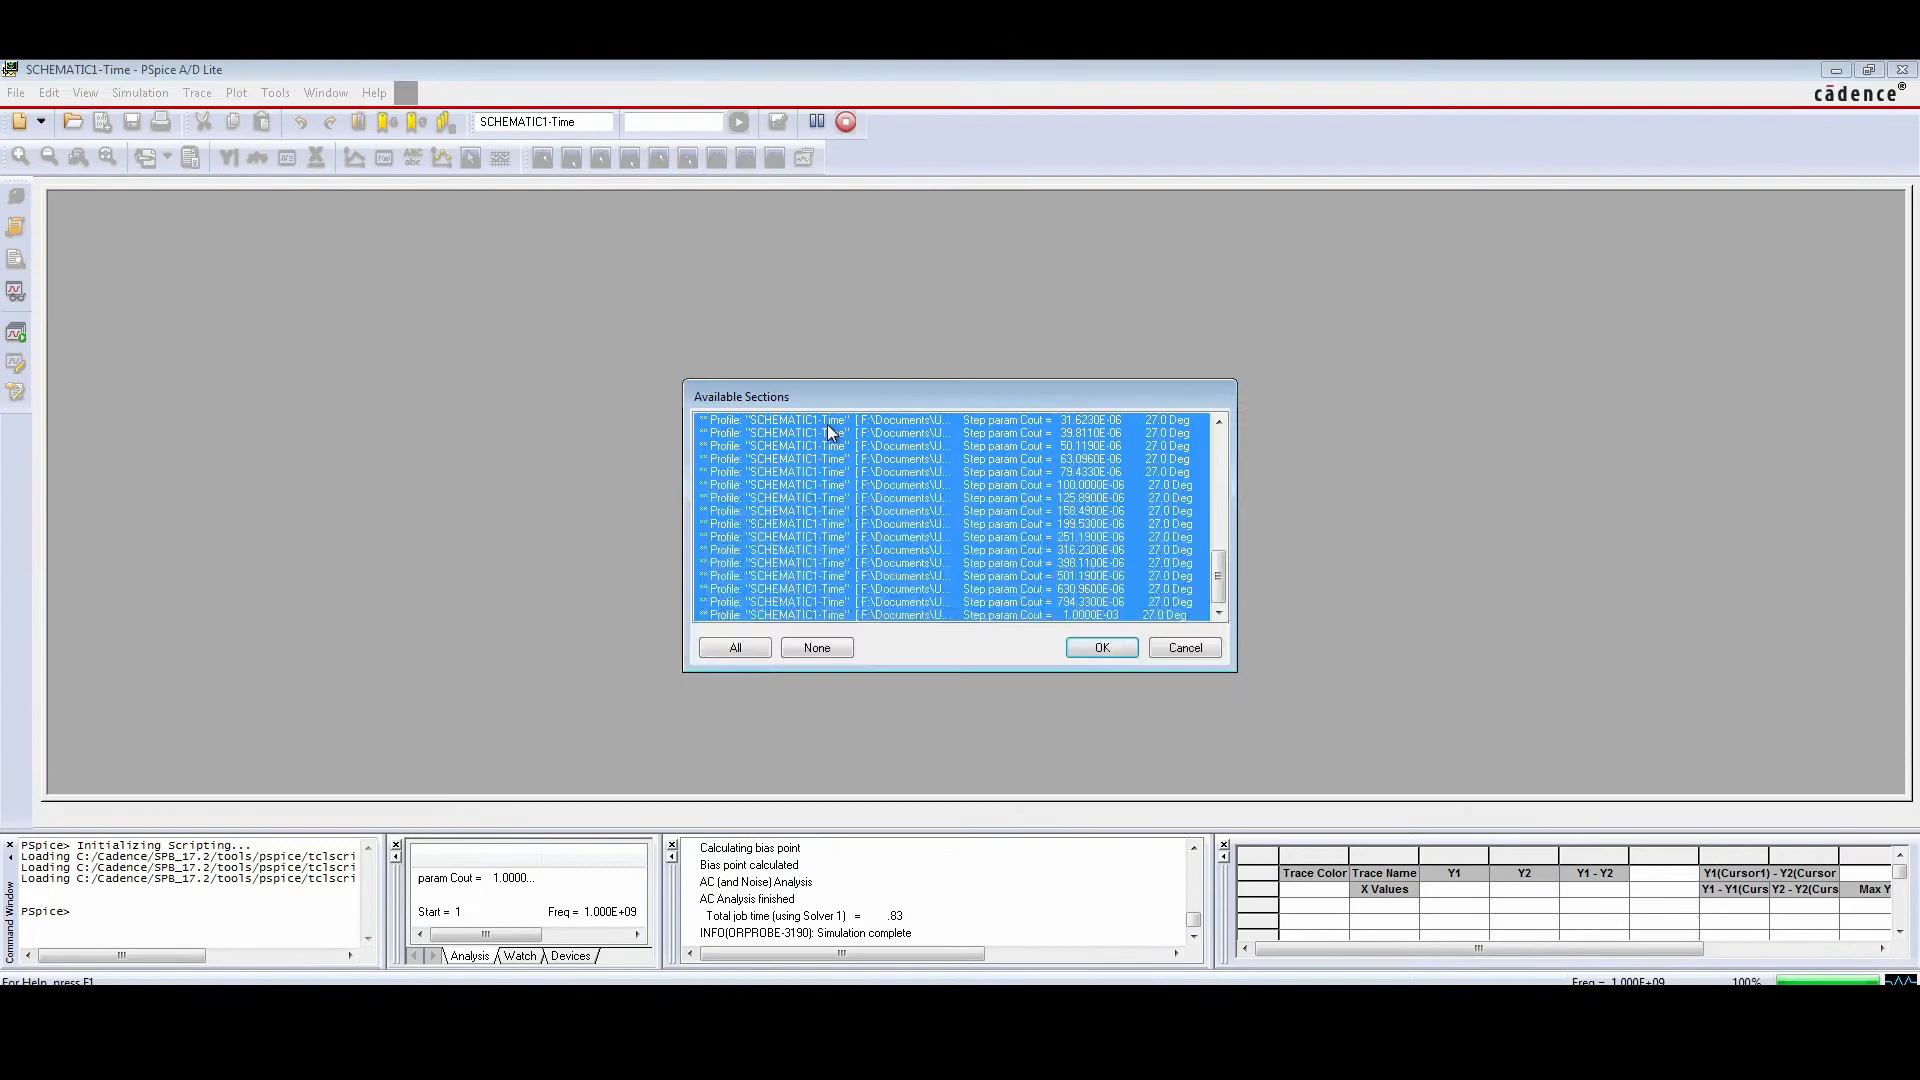 SCHEMATIC1-Time - PSpice A/D Lite
File Edit View Simulation Trace Plot Tools Window Help
cādence®
SCHEMATIC1-Time
Available Sections
** Profile: "SCHEMATIC1-Time" [ F:\Documents\U... Step param Cout = 31.6230E-06 27.0 Deg
** Profile: "SCHEMATIC1-Time" [ F:\Documents\U... Step param Cout = 39.8110E-06 27.0 Deg
** Profile: "SCHEMATIC1-Time" [ F:\Documents\U... Step param Cout = 50.1190E-06 27.0 Deg
** Profile: "SCHEMATIC1-Time" [ F:\Documents\U... Step param Cout = 63.0960E-06 27.0 Deg
** Profile: "SCHEMATIC1-Time" [ F:\Documents\U... Step param Cout = 79.4330E-06 27.0 Deg
** Profile: "SCHEMATIC1-Time" [ F:\Documents\U... Step param Cout = 100.0000E-06 27.0 Deg
** Profile: "SCHEMATIC1-Time" [ F:\Documents\U... Step param Cout = 125.8900E-06 27.0 Deg
** Profile: "SCHEMATIC1-Time" [ F:\Documents\U... Step param Cout = 158.4900E-06 27.0 Deg
** Profile: "SCHEMATIC1-Time" [ F:\Documents\U... Step param Cout = 199.5300E-06 27.0 Deg
** Profile: "SCHEMATIC1-Time" [ F:\Documents\U... Step param Cout = 251.1900E-06 27.0 Deg
** Profile: "SCHEMATIC1-Time" [ F:\Documents\U... Step param Cout = 316.2300E-06 27.0 Deg
** Profile: "SCHEMATIC1-Time" [ F:\Documents\U... Step param Cout = 398.1100E-06 27.0 Deg
** Profile: "SCHEMATIC1-Time" [ F:\Documents\U... Step param Cout = 501.1900E-06 27.0 Deg
** Profile: "SCHEMATIC1-Time" [ F:\Documents\U... Step param Cout = 630.9600E-06 27.0 Deg
** Profile: "SCHEMATIC1-Time" [ F:\Documents\U... Step param Cout = 794.3300E-06 27.0 Deg
** Profile: "SCHEMATIC1-Time" [ F:\Documents\U... Step param Cout = 1.0000E-03 27.0 Deg
All None OK Cancel
PSpice> Initializing Scripting...
Loading C:/Cadence/SPB_17.2/tools/pspice/tclscri
Loading C:/Cadence/SPB_17.2/tools/pspice/tclscri
Loading C:/Cadence/SPB_17.2/tools/pspice/tclscri
PSpice>
Command Window
param Cout = 1.0000...
Start = 1 Freq = 1.000E+09
Analysis Watch Devices
Calculating bias point
Bias point calculated
AC (and Noise) Analysis
AC Analysis finished
Total job time (using Solver 1) = .83
INFO(ORPROBE-3190): Simulation complete
Trace Color Trace Name Y1 Y2 Y1 - Y2 Y1(Cursor1) - Y2(Cursor
X Values Y1 - Y1(Curs Y2 - Y2(Curs Max Y
For Help, press F1
Freq = 1.000E+09 100%